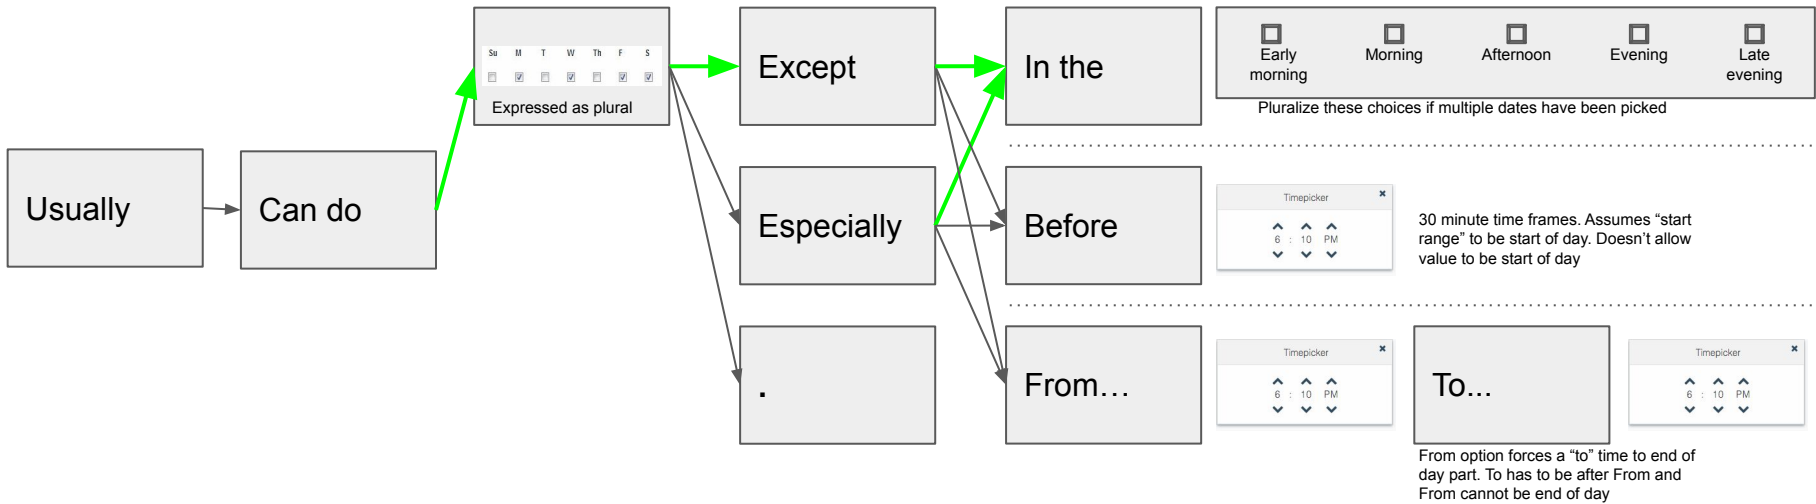 Su M T W Th F S
Expressed as plural
Except
In the
Early
morning
Morning
Afternoon
Evening
Late
evening
Pluralize these choices if multiple dates have been picked
Usually
Can do
Especially
Before
Timepicker
6 : 10 PM
30 minute time frames. Assumes “start
range” to be start of day. Doesn’t allow
value to be start of day
.
From…
Timepicker
6 : 10 PM
To...
Timepicker
6 : 10 PM
From option forces a “to” time to end of
day part. To has to be after From and
From cannot be end of day